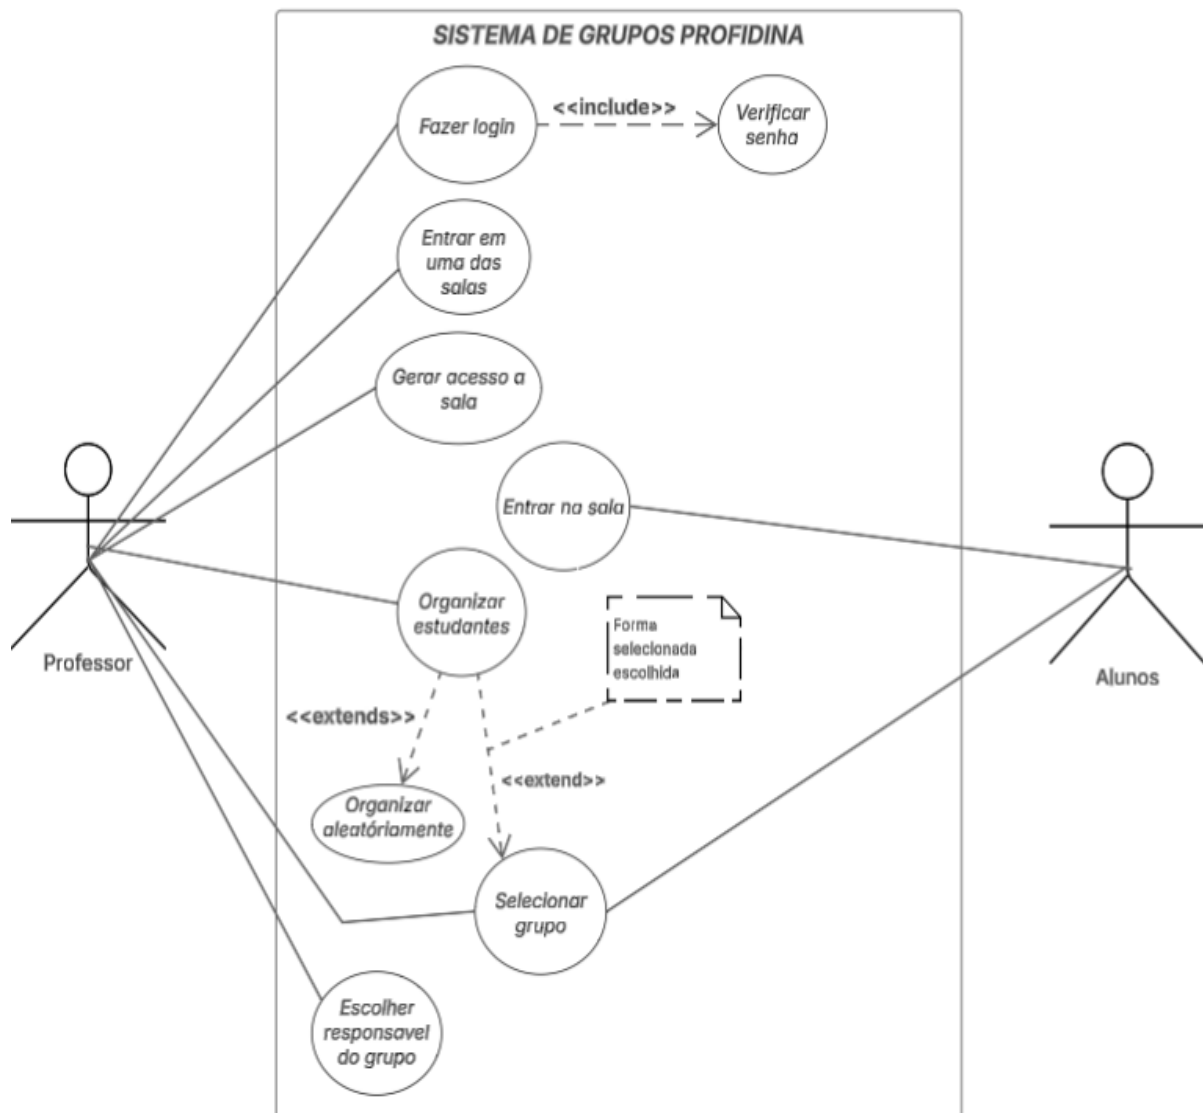 SISTEMA DE GRUPOS PROFIDINA
Fazer login
<<include>>
Verificar
senha
Entrar em
uma das
salas
Gerar acesso a
sala
Entrar na sala
Organizar
estudantes
Forma
selecionada
escolhida
Professor
Alunos
<<extends>>
<<extend>>
Organizar
aleatóriamente
Selecionar
grupo
Escolher
responsavel
do grupo